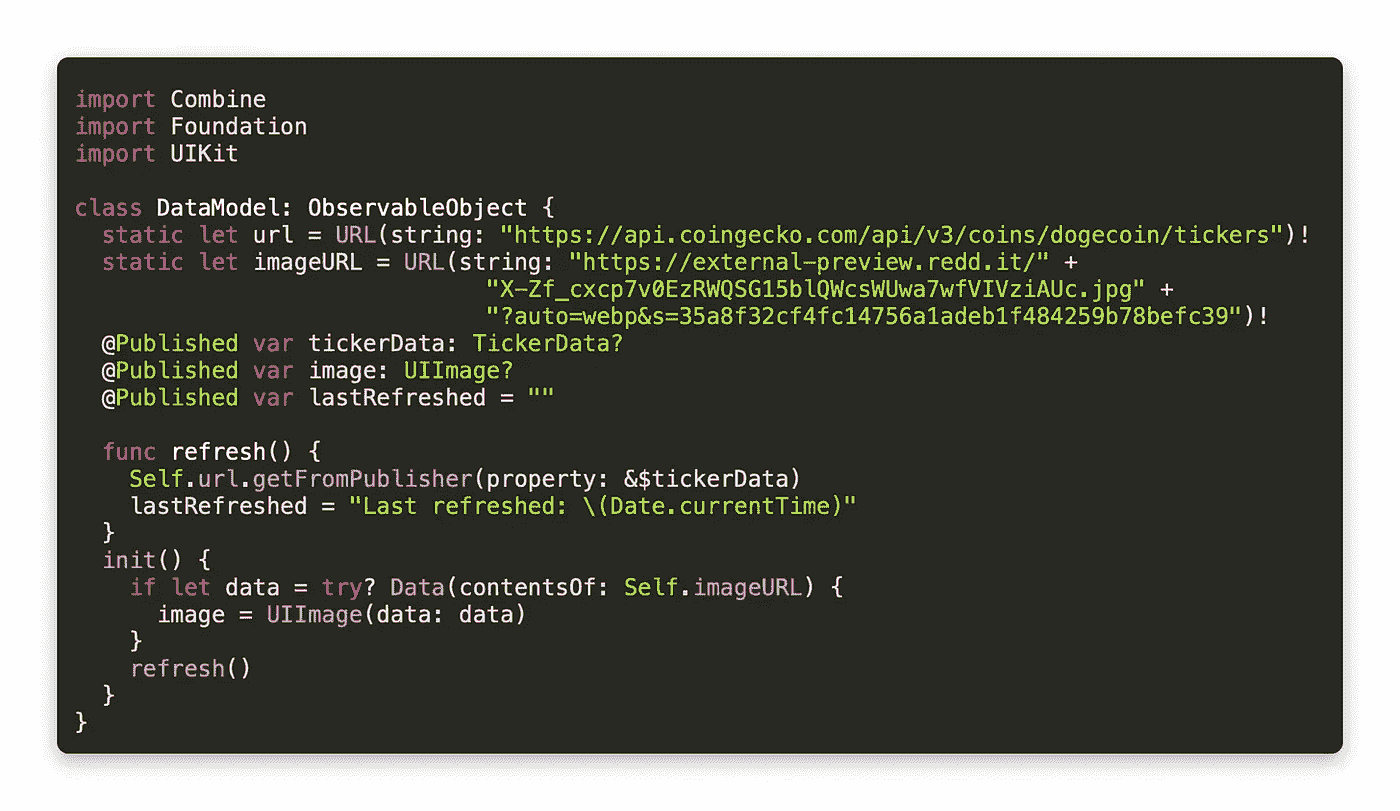 import Combine
import Foundation
import UIKit
class DataModel: ObservableObject {
static let url = URL(string: "https://api.coingecko.com/api/v3/coins/dogecoin/tickers")!
static let imageURL = URL(string: "https://external-preview.redd.it/" +
"X-Zf_cxcp7v0EzRWQSG15blQWcsWUwa7wfVIVziAUc.jpg" +
"?auto=webp&s=35a8f32cf4fc14756a1adeb1f484259b78befc39")!
@Published var tickerData: TickerData?
@Published var image: UIImage?
@Published var lastRefreshed = ""
func refresh() {
Self.url.getFromPublisher(property: &$tickerData)
lastRefreshed = "Last refreshed: \(Date.currentTime)"
}
init() {
if let data = try? Data(contentsOf: Self.imageURL) {
image = UIImage(data: data)
}
refresh()
}
}